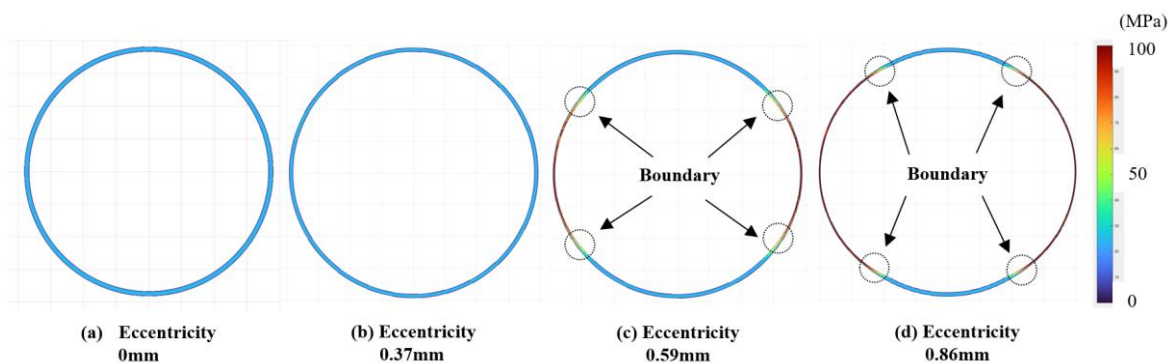 (MPa)
100
50
0
Boundary
Boundary
(a) Eccentricity
0mm
(b) Eccentricity
0.37mm
(c) Eccentricity
0.59mm
(d) Eccentricity
0.86mm